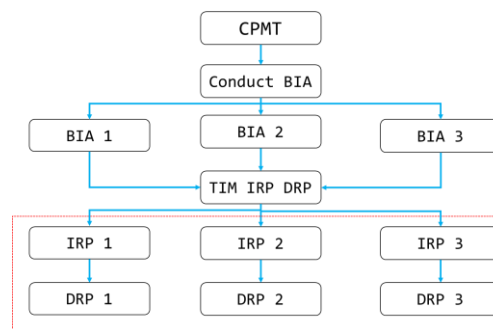 CPMT
Conduct BIA
BIA 1
BIA 2
BIA 3
TIM IRP DRP
IRP 1
IRP 2
IRP 3
DRP 1
DRP 2
DRP 3